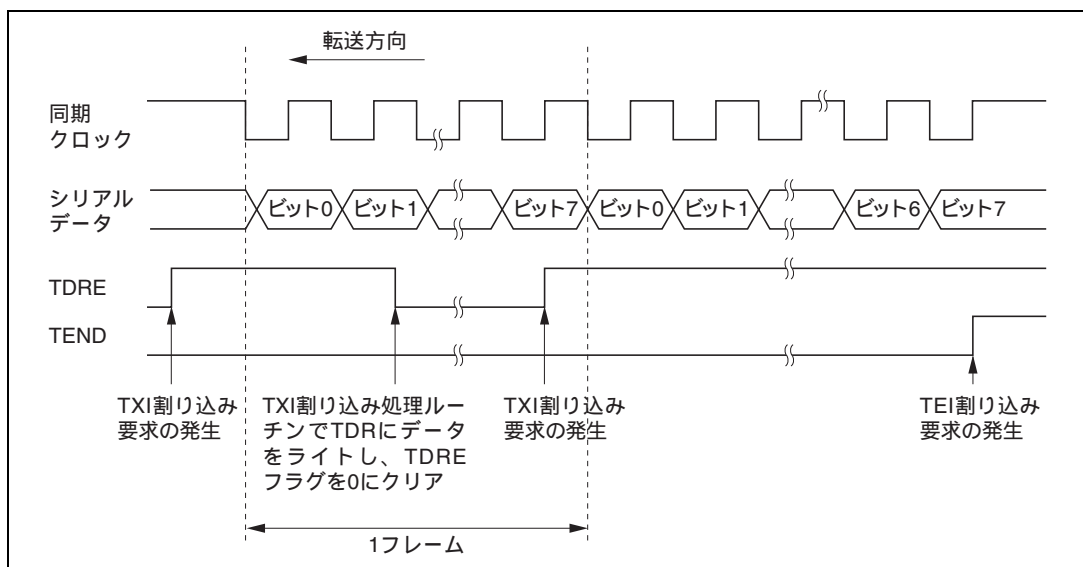 転送方向
同期
クロック
シリアル
データ
ビット0
ビット1
ビット7
ビット0
ビット1
ビット6
ビット7
TDRE
TEND
TXI割り込み
要求の発生
TXI割り込み処理ルー
チンでTDRにデータ
をライトし、TDRE
フラグを0にクリア
TXI割り込み
要求の発生
TEI割り込み
要求の発生
1フレーム